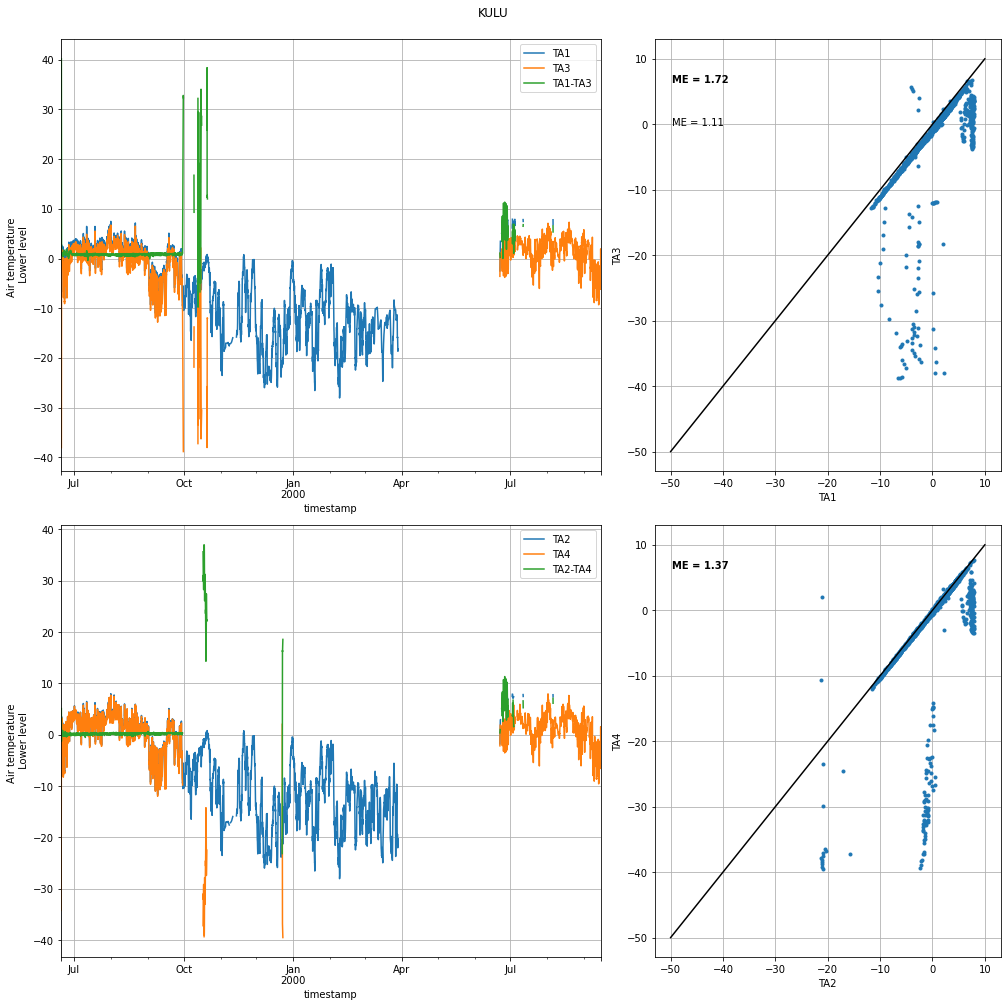 KULU
TA1
TA3
TA1-TA3
40
30
20
10
0
−10
−20
−30
−40
Air temperature
Lower level
Jul
Oct
Jan
2000
Apr
Jul
timestamp
ME = 1.72
ME = 1.11
10
0
−10
−20
−30
−40
−50
TA3
−50
−40
−30
−20
−10
0
10
TA1
TA2
TA4
TA2-TA4
40
30
20
10
0
−10
−20
−30
−40
Air temperature
Lower level
Jul
Oct
Jan
2000
Apr
Jul
timestamp
ME = 1.37
10
0
−10
−20
−30
−40
−50
TA4
−50
−40
−30
−20
−10
0
10
TA2